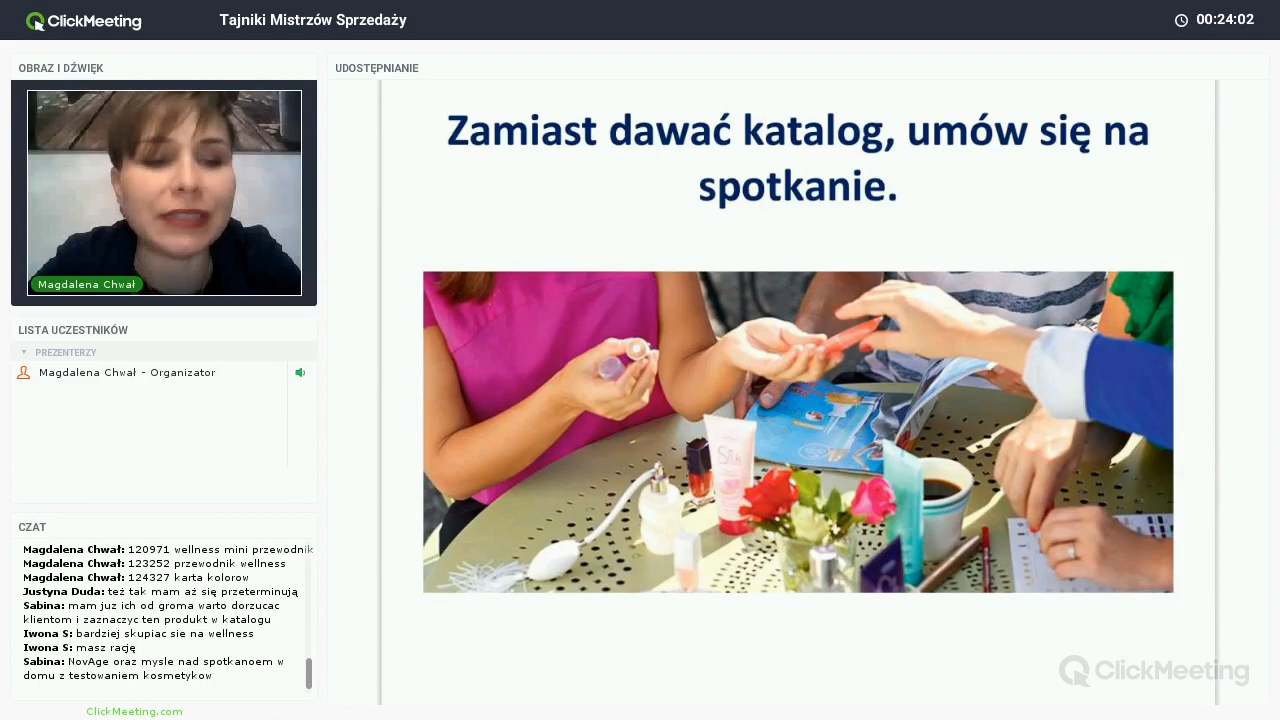 ClickMeeting
Tajniki Mistrzów Sprzedaży
00:24:02
OBRAZ I DŹWIĘK
Magdalena Chwał
LISTA UCZESTNIKÓW
PREZENTERZY
Magdalena Chwał - Organizator
CZAT
Magdalena Chwał: 120971 wellness mini przewodnik
Magdalena Chwał: 123252 przewodnik wellness
Magdalena Chwał: 124327 karta kolorow
Justyna Duda: też tak mam aż się przeterminują
Sabina: mam juz ich od groma warto dorzucac
klientom i zaznaczyc ten produkt w katalogu
Iwona S: bardziej skupiac sie na wellness
Iwona S: masz rację
Sabina: NovAge oraz mysle nad spotkanoem w
domu z testowaniem kosmetykow
ClickMeeting.com
UDOSTĘPNIANIE
Zamiast dawać katalog, umów się na
spotkanie.
Silk
ClickMeeting